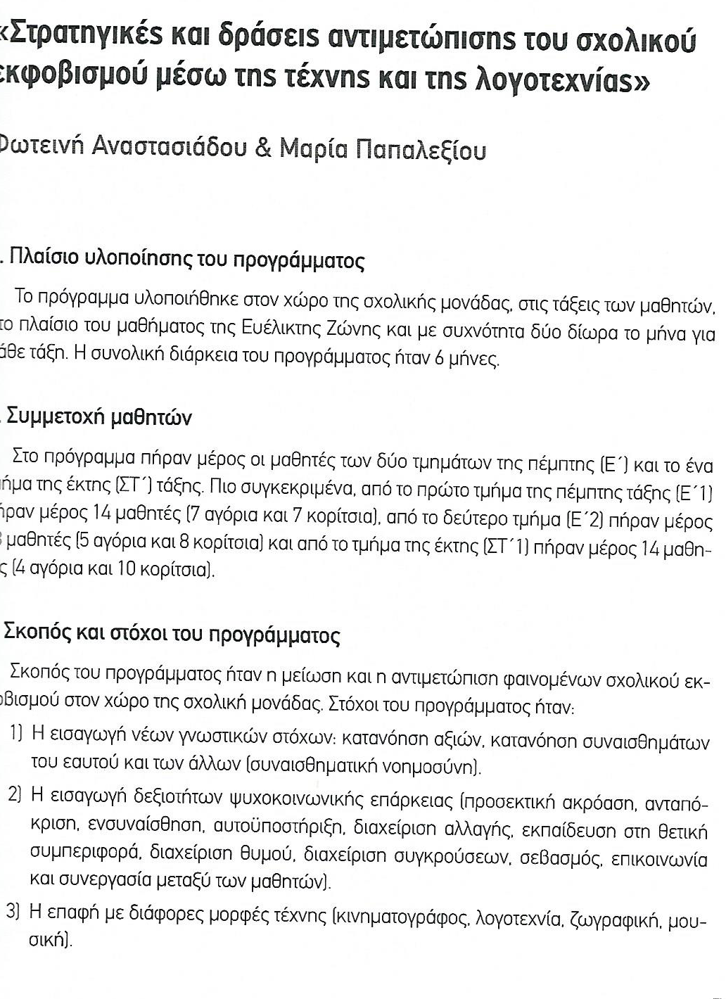 «Στρατηγικές και δράσεις αντιμετώπισης του σχολικού
εκφοβισμού μέσω της τέχνης και της λογοτεχνίας»
Φωτεινή Αναστασιάδου & Μαρία Παπαλεξίου
. Πλαίσιο υλοποίησης του προγράμματος
Το πρόγραμμα υλοποιήθηκε στον χώρο της σχολικής μονάδας, στις τάξεις των μαθητών,
το πλαίσιο του μαθήματος της Ευέλικτης Ζώνης και με συχνότητα δύο δίωρα το μήνα για
άθε τάξη. Η συνολική διάρκεια του προγράμματος ήταν 6 μήνες.
. Συμμετοχή μαθητών
Στο πρόγραμμα πήραν μέρος οι μαθητές των δύο τμημάτων της πέμπτης (Ε΄) και το ένα
μήμα της έκτης (ΣΤ΄) τάξης. Πιο συγκεκριμένα, από το πρώτο τμήμα της πέμπτης τάξης (Ε΄1)
ήραν μέρος 14 μαθητές (7 αγόρια και 7 κορίτσια), από το δεύτερο τμήμα (Ε΄2) πήραν μέρος
3 μαθητές (5 αγόρια και 8 κορίτσια) και από το τμήμα της έκτης (ΣΤ΄1) πήραν μέρος 14 μαθη-
ς (4 αγόρια και 10 κορίτσια).
Σκοπός και στόχοι του προγράμματος
Σκοπός του προγράμματος ήταν η μείωση και η αντιμετώπιση φαινομένων σχολικού εκ-
οβισμού στον χώρο της σχολική μονάδας. Στόχοι του προγράμματος ήταν:
1) Η εισαγωγή νέων γνωστικών στόχων: κατανόηση αξιών, κατανόηση συναισθημάτων
του εαυτού και των άλλων (συναισθηματική νοημοσύνη).
2) Η εισαγωγή δεξιοτήτων ψυχοκοινωνικής επάρκειας (προσεκτική ακρόαση, ανταπό-
κριση, ενσυναίσθηση, αυτοϋποστήριξη, διαχείριση αλλαγής, εκπαίδευση στη θετική
συμπεριφορά, διαχείριση θυμού, διαχείριση συγκρούσεων, σεβασμός, επικοινωνία
και συνεργασία μεταξύ των μαθητών).
3) Η επαφή με διάφορες μορφές τέχνης (κινηματογράφος, λογοτεχνία, ζωγραφική, μου-
σική).